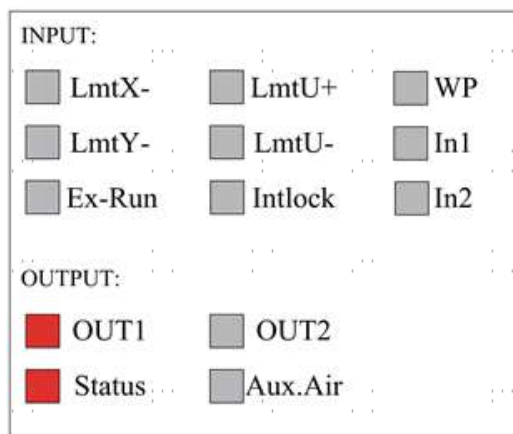 INPUT:
LmtX- LmtU+ WP
LmtY- LmtU- In1
Ex-Run Intlock In2
OUTPUT:
OUT1 OUT2
Status Aux.Air